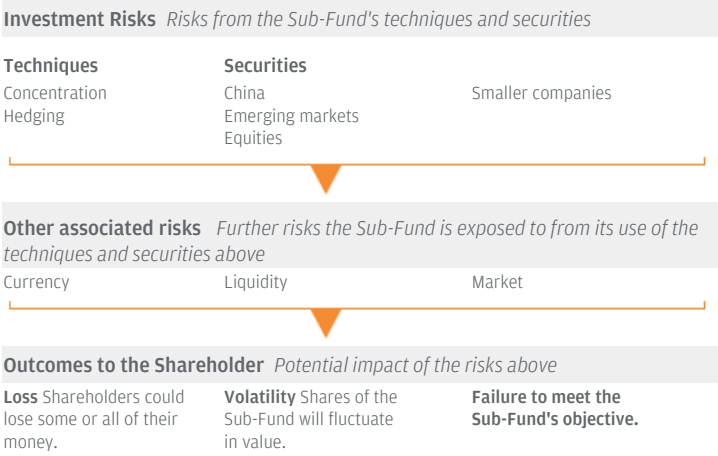 Investment Risks Risks from the Sub-Fund's techniques and securities
Techniques
Concentration
Hedging
Securities
China
Emerging markets
Equities
Smaller companies
Other associated risks Further risks the Sub-Fund is exposed to from its use of the
techniques and securities above
Currency
Liquidity
Market
Outcomes to the Shareholder Potential impact of the risks above
Loss Shareholders could
lose some or all of their
money.
Volatility Shares of the
Sub-Fund will fluctuate
in value.
Failure to meet the
Sub-Fund's objective.